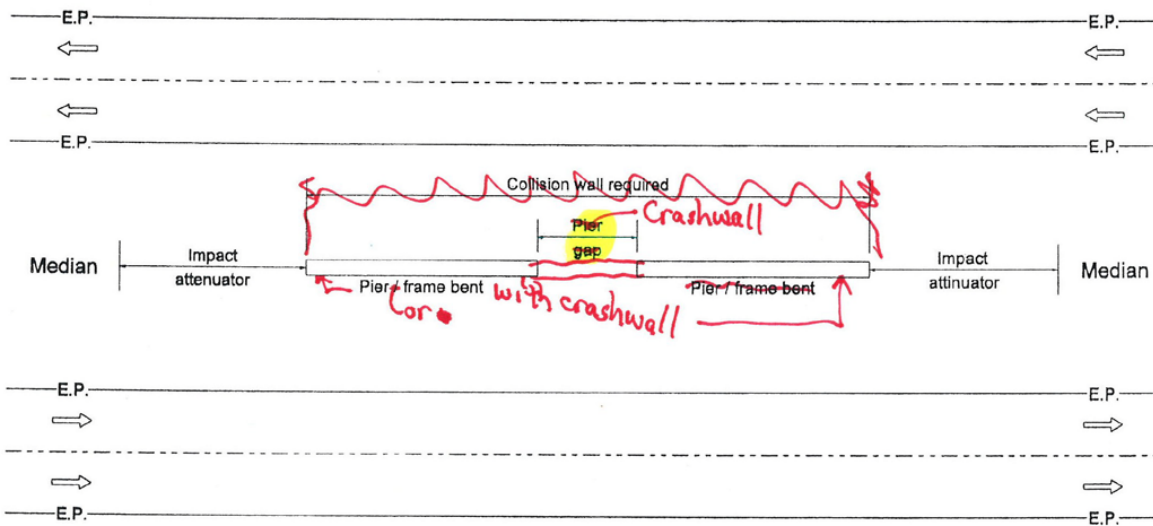 E.P. E.P.
E.P. E.P.
Collision wall required
Crashwall
Pier
gap
Median
Impact
attenuator
Impact
attinuator
Median
Pier / frame bent
with crashwall
Pier / frame bent
E.P. E.P.
E.P. E.P.